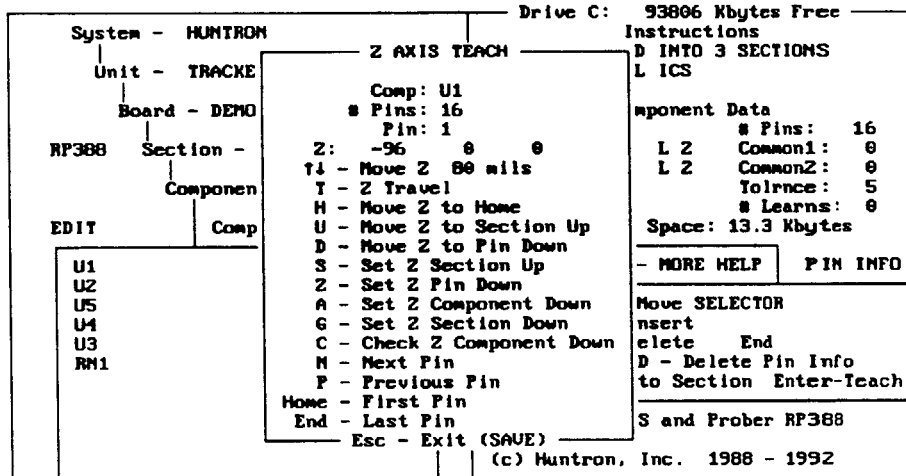 Drive C: 93806 Kbytes Free
System - HUNTRON Instructions
Z AXIS TEACH D INTO 3 SECTIONS
Unit - TRACKE L ICS
Comp: U1
Board - DEMO # Pins: 16 mponent Data
Pin: 1 # Pins: 16
RP388 Section - Z: -96 0 0 L Z Common1: 0
↑↓ - Move Z 80 mils L Z Common2: 0
Componen T - Z Travel Tolrnce: 5
H - Move Z to Home # Learns: 0
EDIT Comp U - Move Z to Section Up Space: 13.3 Kbytes
D - Move Z to Pin Down
U1 S - Set Z Section Up - MORE HELP PIN INFO
U2 Z - Set Z Pin Down
U5 A - Set Z Component Down Move SELECTOR
U4 G - Set Z Section Down nsert
U3 C - Check Z Component Down elete End
RN1 N - Next Pin D - Delete Pin Info
P - Previous Pin to Section Enter-Teach
Home - First Pin
End - Last Pin S and Prober RP388
Esc - Exit (SAVE)
(c) Huntron, Inc. 1988 - 1992